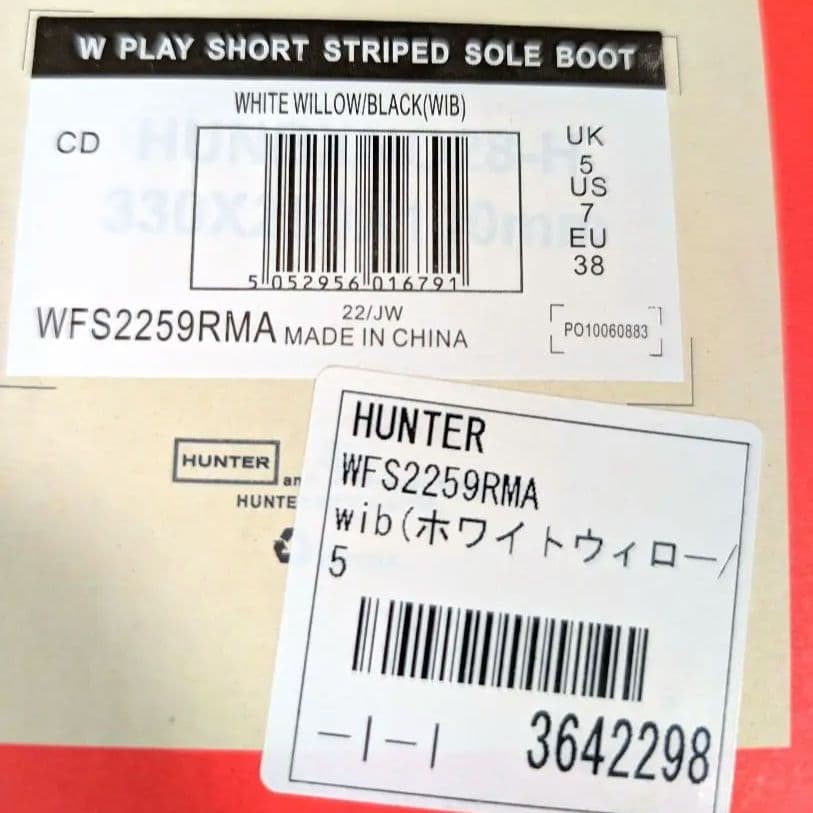 W PLAY SHORT STRIPED SOLE BOOT
WHITE WILLOW/BLACK(WIB)
CD
UK
5
US
7
EU
38
5 052956 016791
22/JW
WFS2259RMA MADE IN CHINA
PO10060883
HUNTER
an
HUNTE
HUNTER
WFS2259RMA
wib(ホワイトウィロー/
5
-|-|
3642298